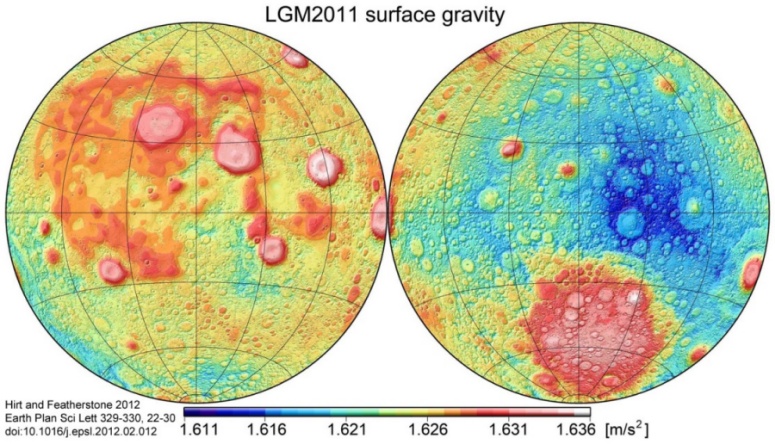 LGM2011 surface gravity
Hirt and Featherstone 2012
Earth Plan Sci Lett 329-330, 22-30
doi:10.1016/j.epsl.2012.02.012
1.611 1.616 1.621 1.626 1.631 1.636 [m/s²]